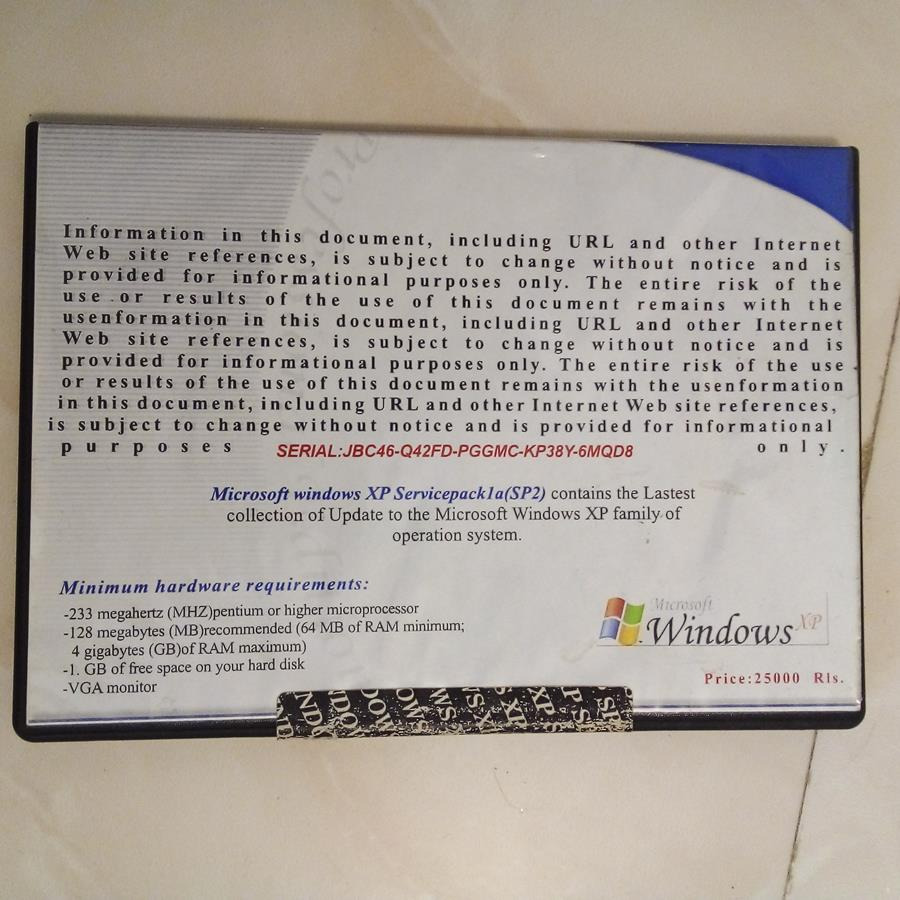 Information in this document, including URL and other Internet
Web site references, is subject to change without notice and is
provided for informational purposes only. The entire risk of the
use or results of the use of this document remains with the
usenformation in this document, including URL and other Internet
Web site references, is subject to change without notice and is
provided for informational purposes only. The entire risk of the use
or results of the use of this document remains with the usenformation
in this document, including URL and other Internet Web site references,
is subject to change without notice and is provided for informational
purposes only.
SERIAL:JBC46-Q42FD-PGGMC-KP38Y-6MQD8
Microsoft windows XP Servicepack1a(SP2) contains the Lastest
collection of Update to the Microsoft Windows XP family of
operation system.
Minimum hardware requirements:
-233 megahertz (MHZ)pentium or higher microprocessor
-128 megabytes (MB)recommended (64 MB of RAM minimum;
4 gigabytes (GB)of RAM maximum)
-1. GB of free space on your hard disk
-VGA monitor
Microsoft
Windows XP
Price:25000 Rls.